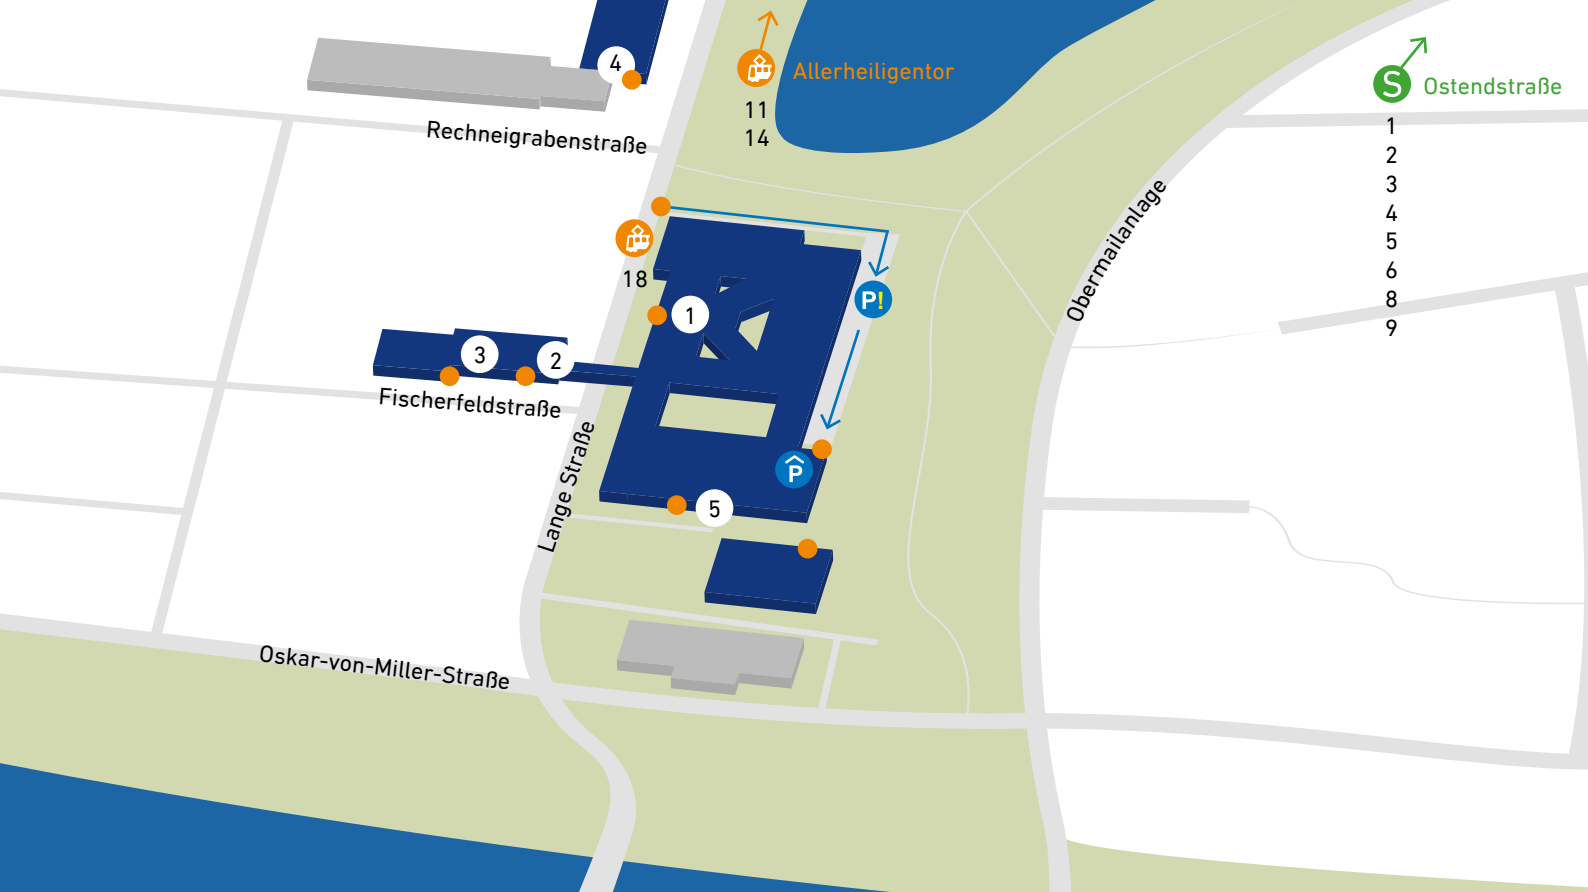 4
Allerheiligentor
11
14
S Ostendstraße
1
2
3
4
5
6
8
9
Rechneigrabenstraße
Obermailanlage
18
P!
1
3
2
Fischerfeldstraße
Lange Straße
P
5
Oskar-von-Miller-Straße